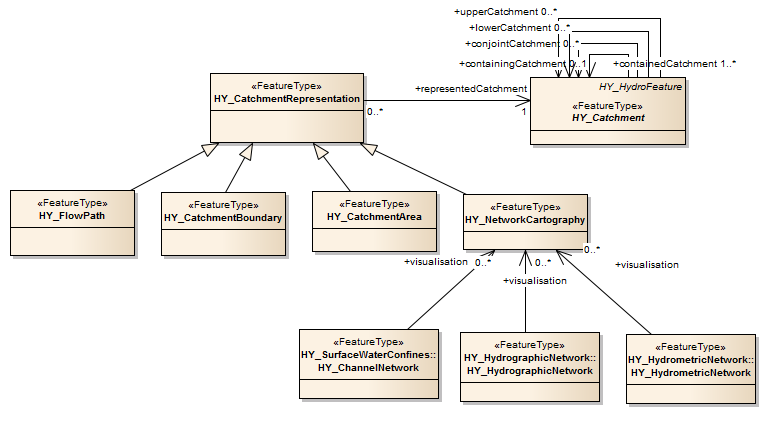 +upperCatchment 0..*
+lowerCatchment 0..*
+conjointCatchment 0..*
+containingCatchment 0..1
+containedCatchment 1..*
«FeatureType»
HY_CatchmentRepresentation
+representedCatchment
0..*
1
HY_HydroFeature
«FeatureType»
HY_Catchment
«FeatureType»
HY_FlowPath
«FeatureType»
HY_CatchmentBoundary
«FeatureType»
HY_CatchmentArea
«FeatureType»
HY_NetworkCartography
+visualisation
0..*
+visualisation
0..*
+visualisation
0..*
«FeatureType»
HY_SurfaceWaterConfines::
HY_ChannelNetwork
«FeatureType»
HY_HydrographicNetwork::
HY_HydrographicNetwork
«FeatureType»
HY_HydrometricNetwork::
HY_HydrometricNetwork